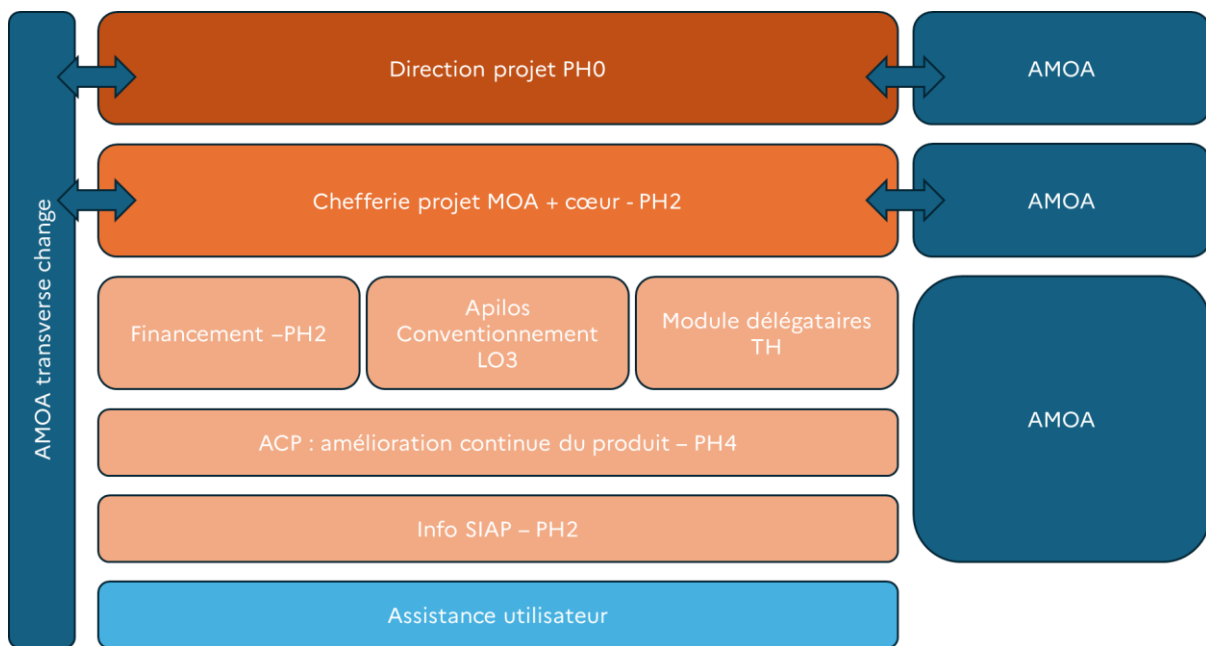 AMOA transverse change
Direction projet PH0
AMOA
Chefferie projet MOA + cœur - PH2
AMOA
Financement –PH2
Apilos
Conventionnement
LO3
Module délégataires
TH
AMOA
ACP : amélioration continue du produit – PH4
Info SIAP – PH2
Assistance utilisateur